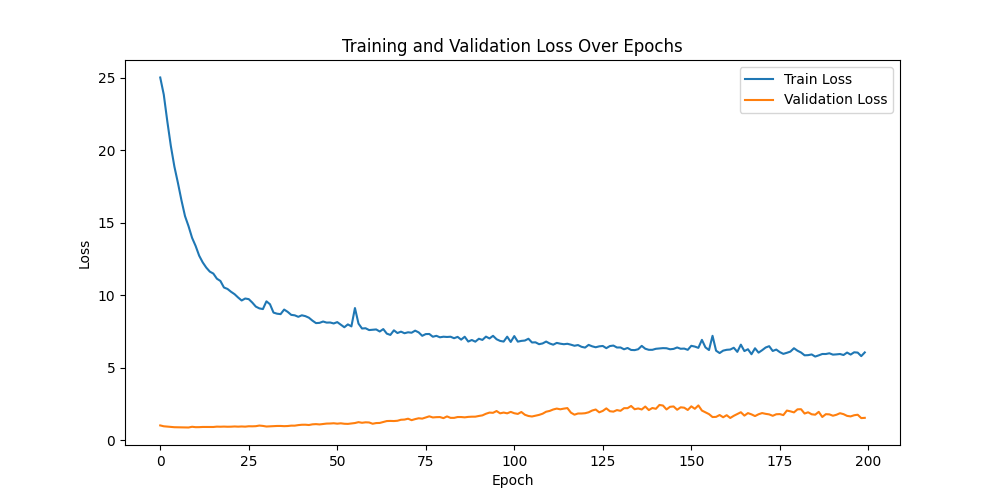 Training and Validation Loss Over Epochs
Train Loss
Validation Loss
25
20
15
10
5
0
Loss
0 25 50 75 100 125 150 175 200
Epoch